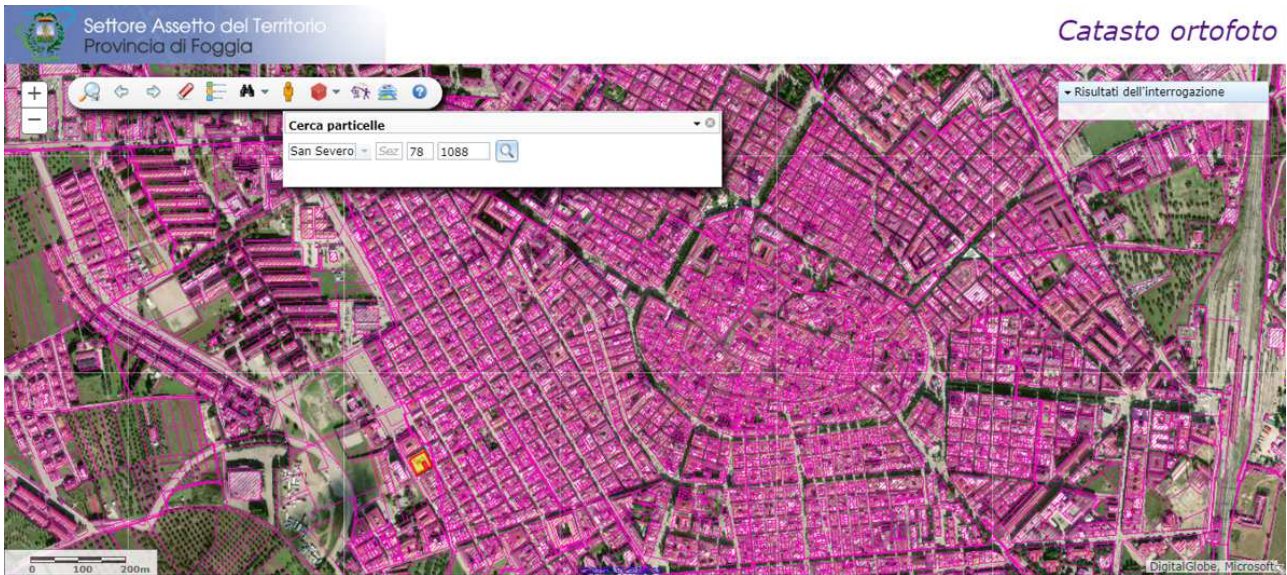 Settore Assetto del Territorio
Provincia di Foggia
Catasto ortofoto
+
−
Risultati dell'interrogazione
Cerca particelle
San Severo Sez 78 1088
0 100 200m
DigitalGlobe, Microsoft